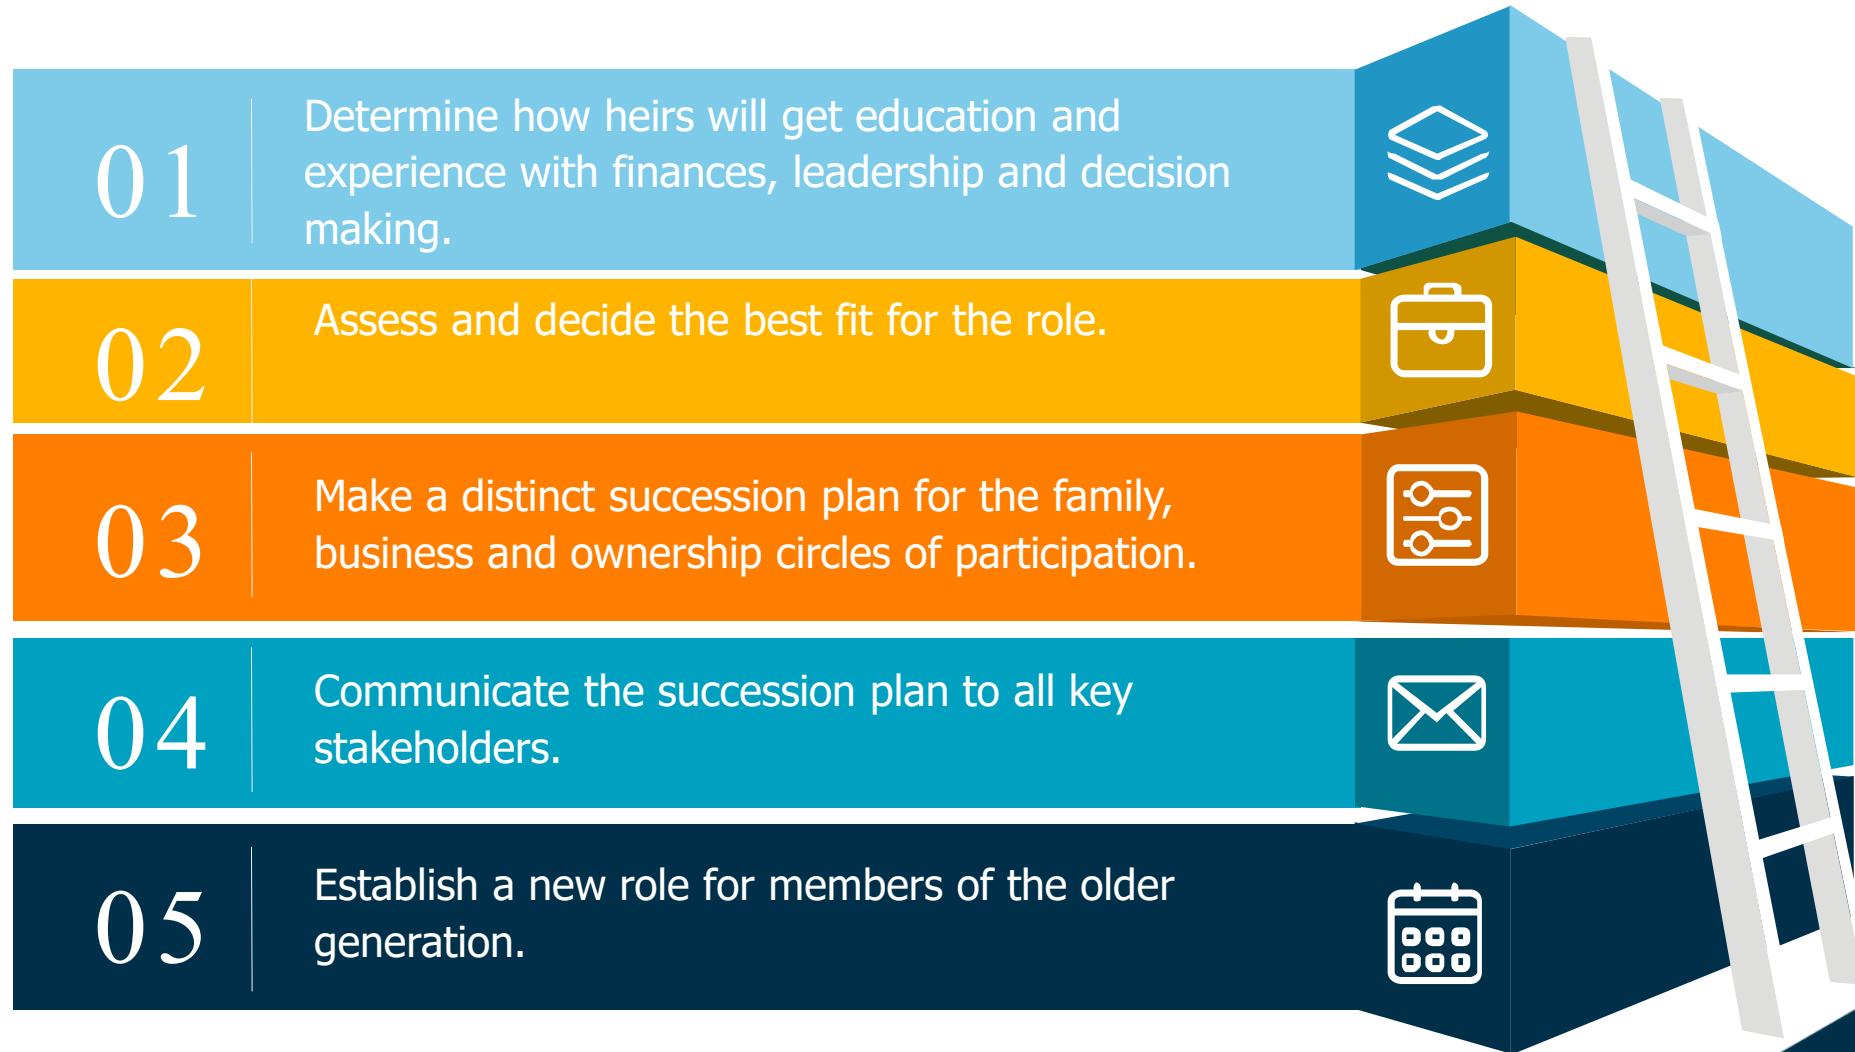 01
Determine how heirs will get education and
experience with finances, leadership and decision
making.
02
Assess and decide the best fit for the role.
03
Make a distinct succession plan for the family,
business and ownership circles of participation.
04
Communicate the succession plan to all key
stakeholders.
05
Establish a new role for members of the older
generation.